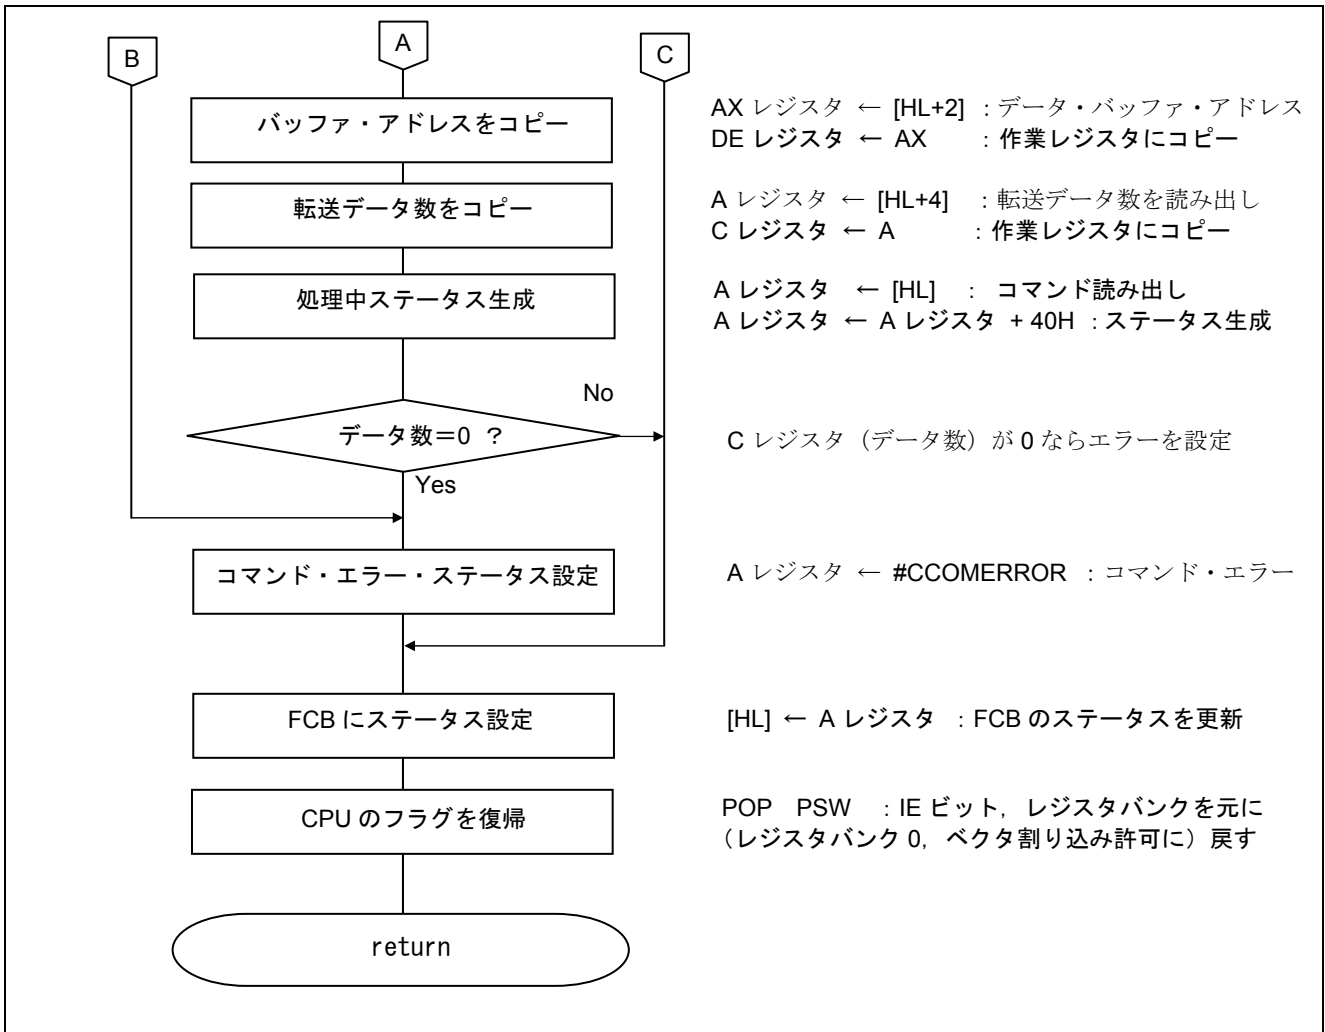 B
A
C
バッファ・アドレスをコピー
AX レジスタ ← [HL+2] ：データ・バッファ・アドレス
DE レジスタ ← AX ：作業レジスタにコピー
転送データ数をコピー
A レジスタ ← [HL+4] ：転送データ数を読み出し
C レジスタ ← A ：作業レジスタにコピー
処理中ステータス生成
A レジスタ ← [HL] ： コマンド読み出し
A レジスタ ← A レジスタ + 40H ：ステータス生成
No
データ数＝0 ？
C レジスタ（データ数）が 0 ならエラーを設定
Yes
コマンド・エラー・ステータス設定
A レジスタ ← #CCOMERROR ：コマンド・エラー
FCB にステータス設定
[HL] ← A レジスタ ：FCB のステータスを更新
CPU のフラグを復帰
POP PSW ：IE ビット，レジスタバンクを元に
（レジスタバンク 0，ベクタ割り込み許可に）戻す
return